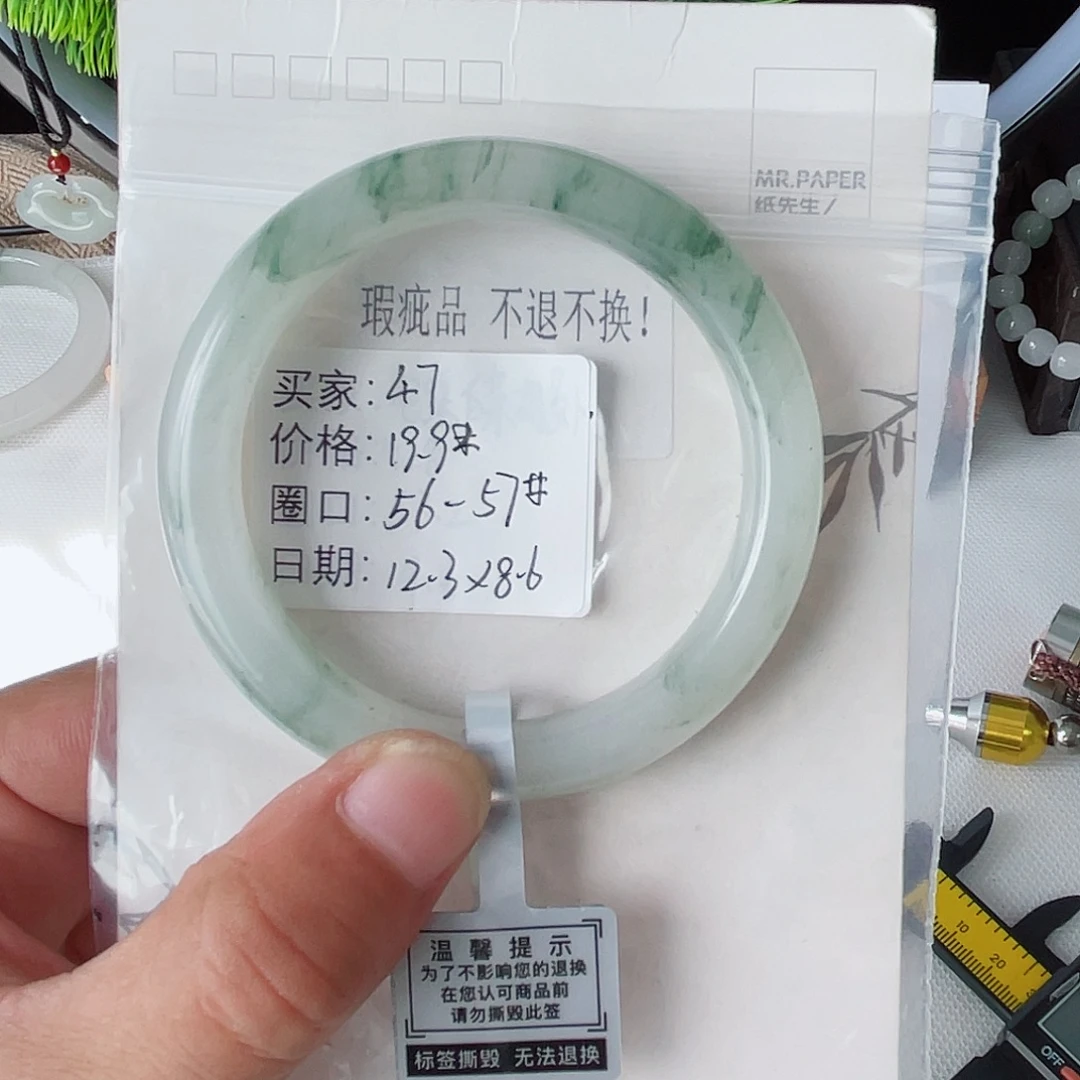 MR.PAPER
纸先生/
瑕疵品 不退不换!
买家:47
价格:19.9米
圈口:56-57#
日期:12.3x8.6
温馨提示
为了不影响您的退换
在您认可商品前
请勿撕毁此签
标签撕毁 无法退换
10
20
OFF